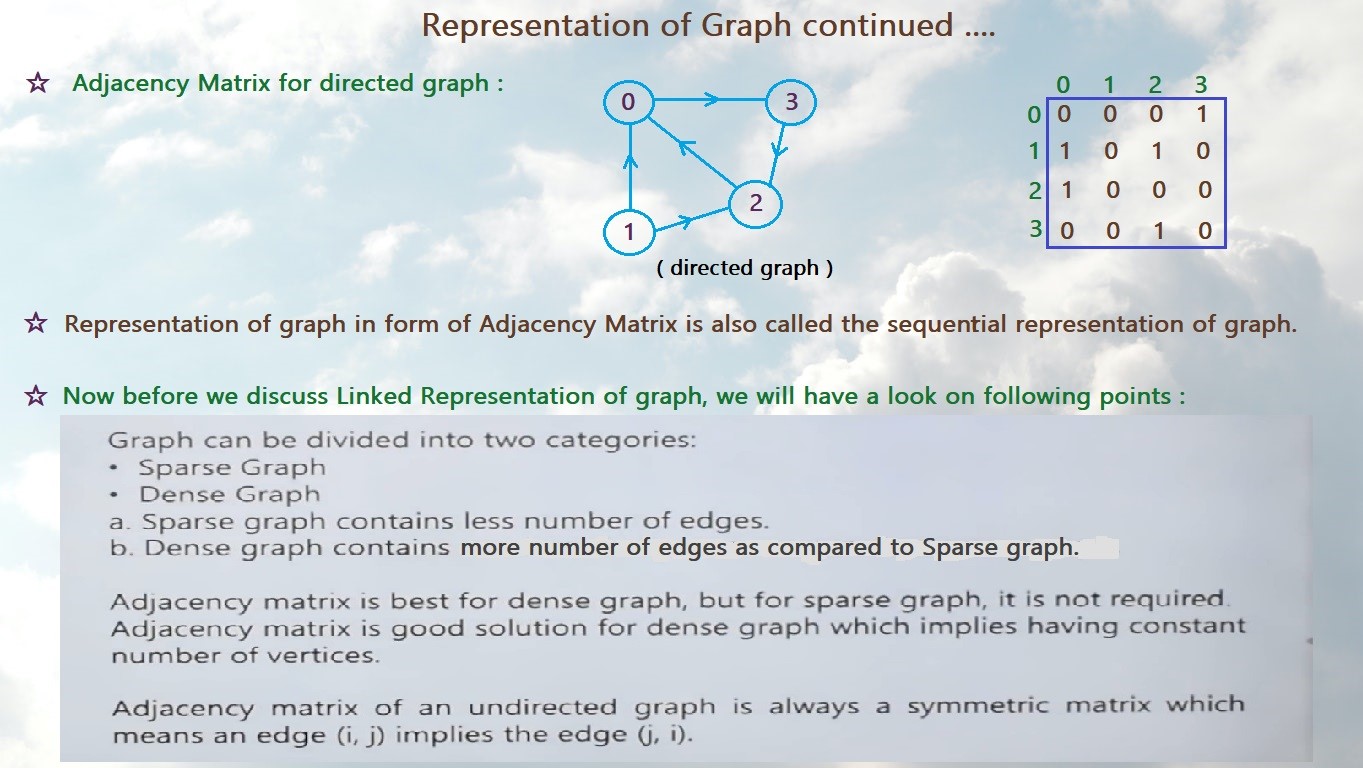 Representation of Graph continued ....
☆ Adjacency Matrix for directed graph :
0 3
2
1
( directed graph )
0 1 2 3
0 0 0 0 1
1 1 0 1 0
2 1 0 0 0
3 0 0 1 0
☆ Representation of graph in form of Adjacency Matrix is also called the sequential representation of graph.
☆ Now before we discuss Linked Representation of graph, we will have a look on following points :
Graph can be divided into two categories:
• Sparse Graph
• Dense Graph
a. Sparse graph contains less number of edges.
b. Dense graph contains more number of edges as compared to Sparse graph.
Adjacency matrix is best for dense graph, but for sparse graph, it is not required.
Adjacency matrix is good solution for dense graph which implies having constant
number of vertices.
Adjacency matrix of an undirected graph is always a symmetric matrix which
means an edge (i, j) implies the edge (j, i).